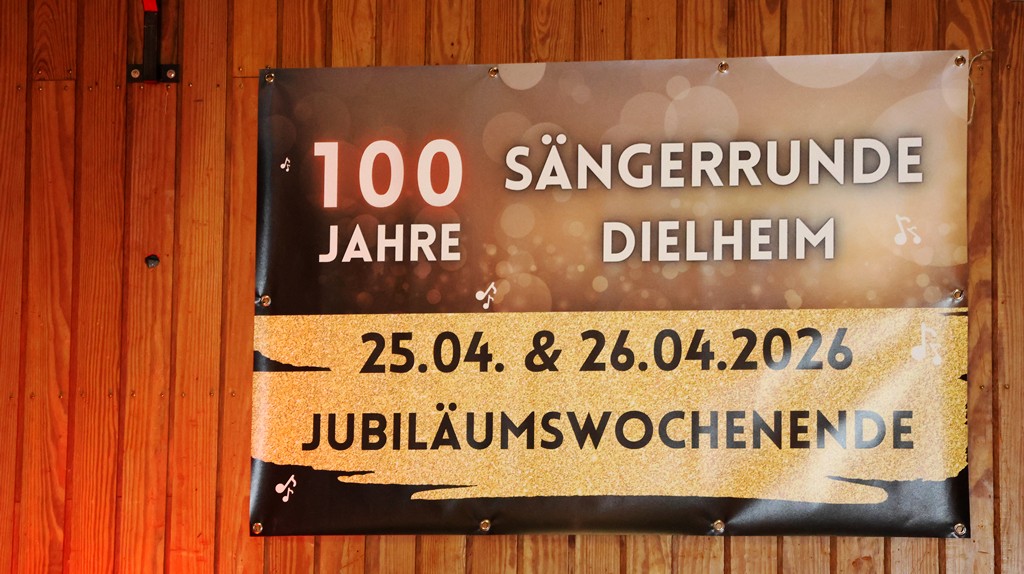 100 SÄNGERRUNDE
JAHRE DIELHEIM
25.04. & 26.04.2026
JUBILÄUMSWOCHENENDE